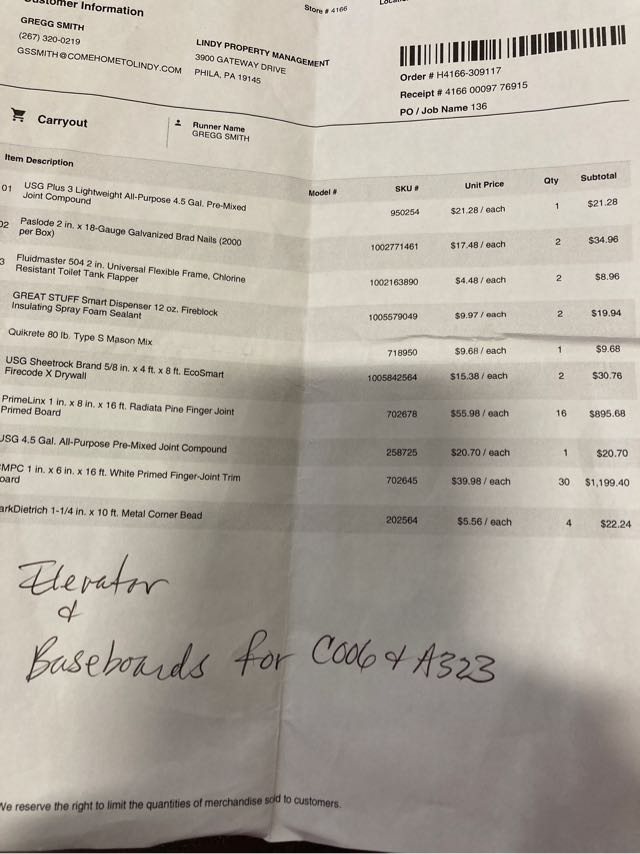 Customer Information
Store # 4166
GREGG SMITH
(267) 320-0219
GSSMITH@COMEHOMETOLINDY.COM
LINDY PROPERTY MANAGEMENT
3900 GATEWAY DRIVE
PHILA, PA 19145
Order # H4166-309117
Receipt # 4166 00097 76915
PO / Job Name 136
Carryout
Runner Name
GREGG SMITH
Item Description Model # SKU # Unit Price Qty Subtotal
01 USG Plus 3 Lightweight All-Purpose 4.5 Gal. Pre-Mixed
Joint Compound 950254 $21.28 / each 1 $21.28
02 Paslode 2 in. x 18-Gauge Galvanized Brad Nails (2000
per Box) 1002771461 $17.48 / each 2 $34.96
3 Fluidmaster 504 2 in. Universal Flexible Frame, Chlorine
Resistant Toilet Tank Flapper 1002163890 $4.48 / each 2 $8.96
GREAT STUFF Smart Dispenser 12 oz. Fireblock
Insulating Spray Foam Sealant 1005579049 $9.97 / each 2 $19.94
Quikrete 80 lb. Type S Mason Mix 718950 $9.68 / each 1 $9.68
USG Sheetrock Brand 5/8 in. x 4 ft. x 8 ft. EcoSmart
Firecode X Drywall 1005842564 $15.38 / each 2 $30.76
PrimeLinx 1 in. x 8 in. x 16 ft. Radiata Pine Finger Joint
Primed Board 702678 $55.98 / each 16 $895.68
USG 4.5 Gal. All-Purpose Pre-Mixed Joint Compound 258725 $20.70 / each 1 $20.70
CMPC 1 in. x 6 in. x 16 ft. White Primed Finger-Joint Trim
oard 702645 $39.98 / each 30 $1,199.40
arkDietrich 1-1/4 in. x 10 ft. Metal Corner Bead 202564 $5.56 / each 4 $22.24
Elevator
&
Baseboards for C006 & A323
We reserve the right to limit the quantities of merchandise sold to customers.